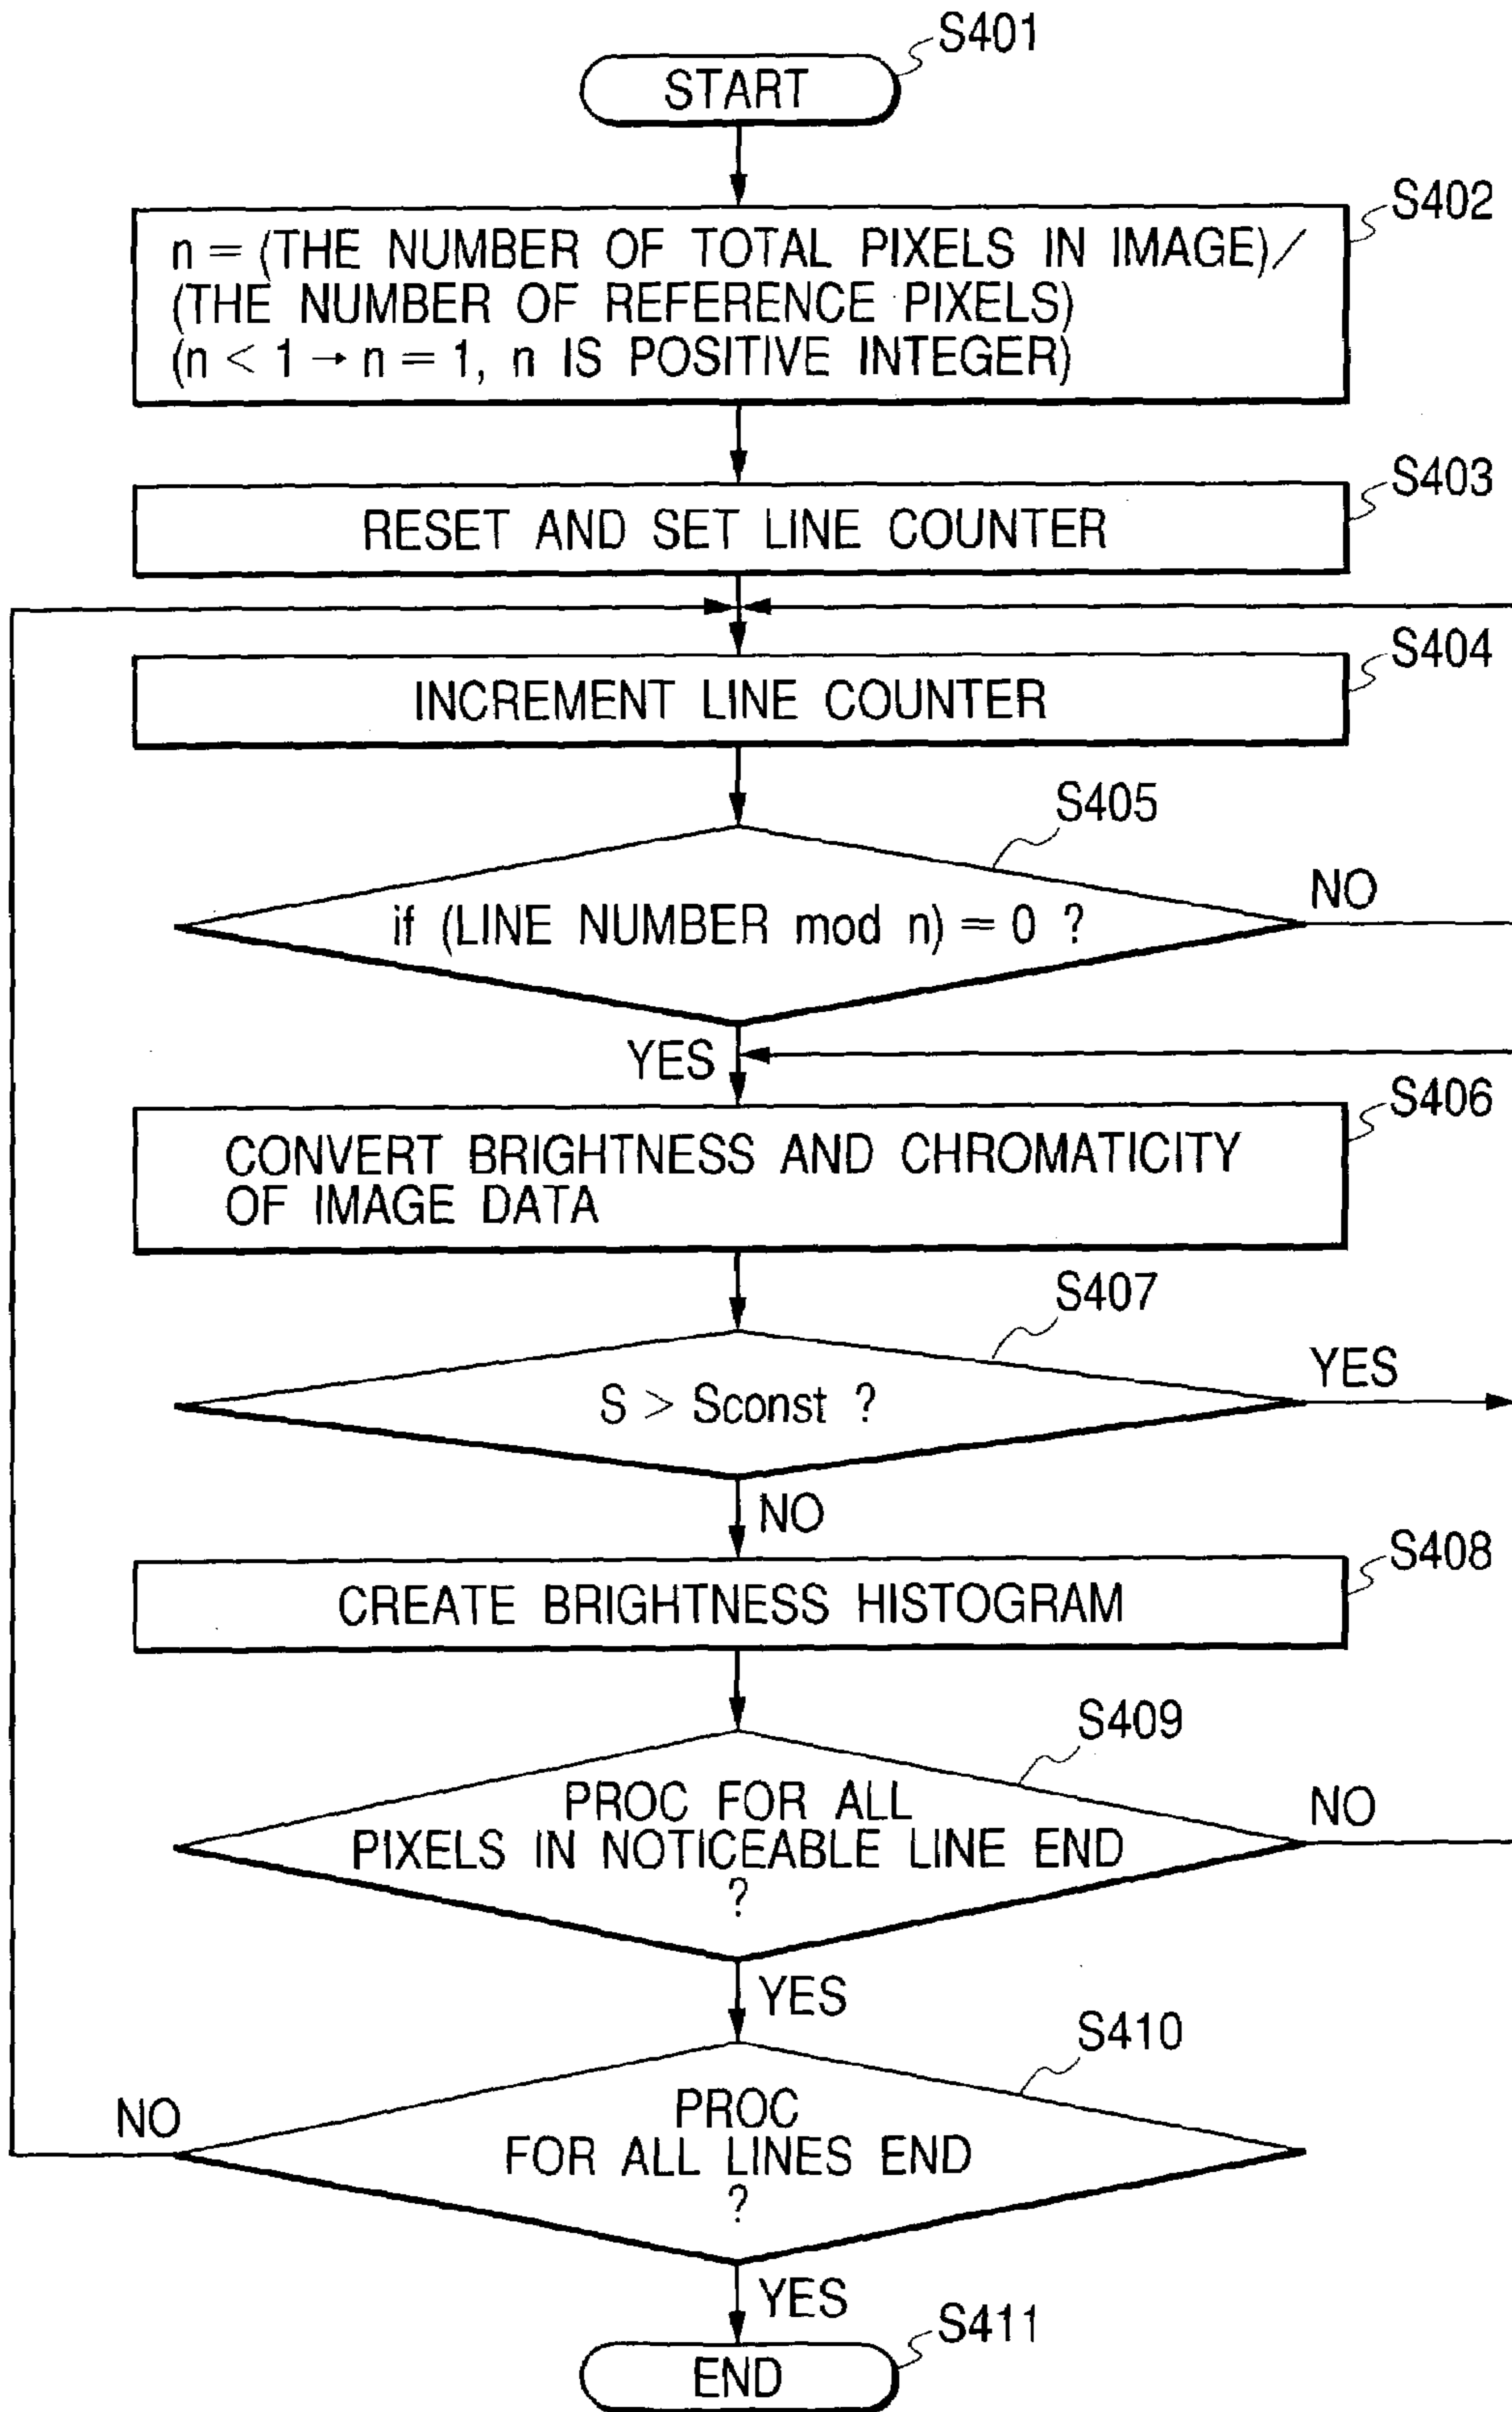 S401
START
S402
n = (THE NUMBER OF TOTAL PIXELS IN IMAGE)/
(THE NUMBER OF REFERENCE PIXELS)
(n < 1 → n = 1, n IS POSITIVE INTEGER)
S403
RESET AND SET LINE COUNTER
S404
INCREMENT LINE COUNTER
S405
if (LINE NUMBER mod n) = 0 ?
NO
YES
S406
CONVERT BRIGHTNESS AND CHROMATICITY
OF IMAGE DATA
S407
S > Sconst ?
YES
NO
S408
CREATE BRIGHTNESS HISTOGRAM
S409
PROC FOR ALL
PIXELS IN NOTICEABLE LINE END
?
NO
YES
S410
PROC
FOR ALL LINES END
?
NO
YES
S411
END